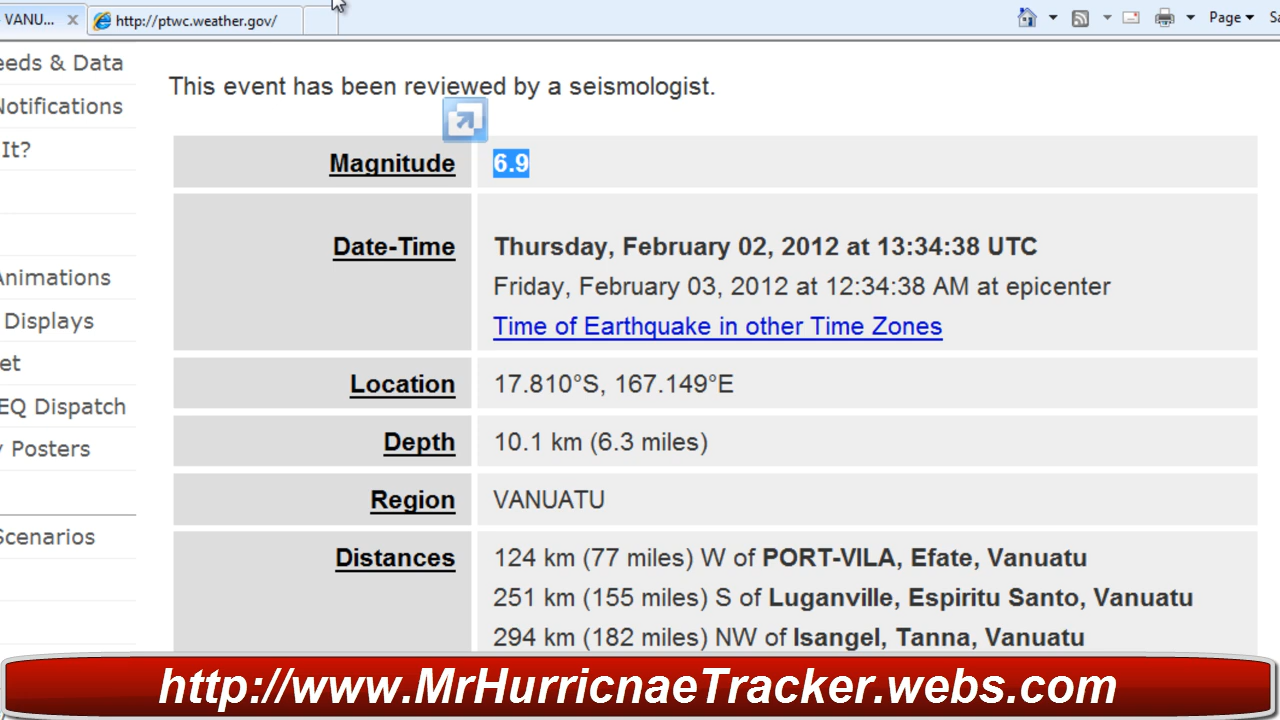 VANU...
http://ptwc.weather.gov/
Page
eeds & Data
Notifications
It?
Animations
Displays
et
EQ Dispatch
y Posters
Scenarios
This event has been reviewed by a seismologist.
Magnitude 6.9
Date-Time Thursday, February 02, 2012 at 13:34:38 UTC
Friday, February 03, 2012 at 12:34:38 AM at epicenter
Time of Earthquake in other Time Zones
Location 17.810°S, 167.149°E
Depth 10.1 km (6.3 miles)
Region VANUATU
Distances 124 km (77 miles) W of PORT-VILA, Efate, Vanuatu
251 km (155 miles) S of Luganville, Espiritu Santo, Vanuatu
294 km (182 miles) NW of Isangel, Tanna, Vanuatu
http://www.MrHurricnaeTracker.webs.com